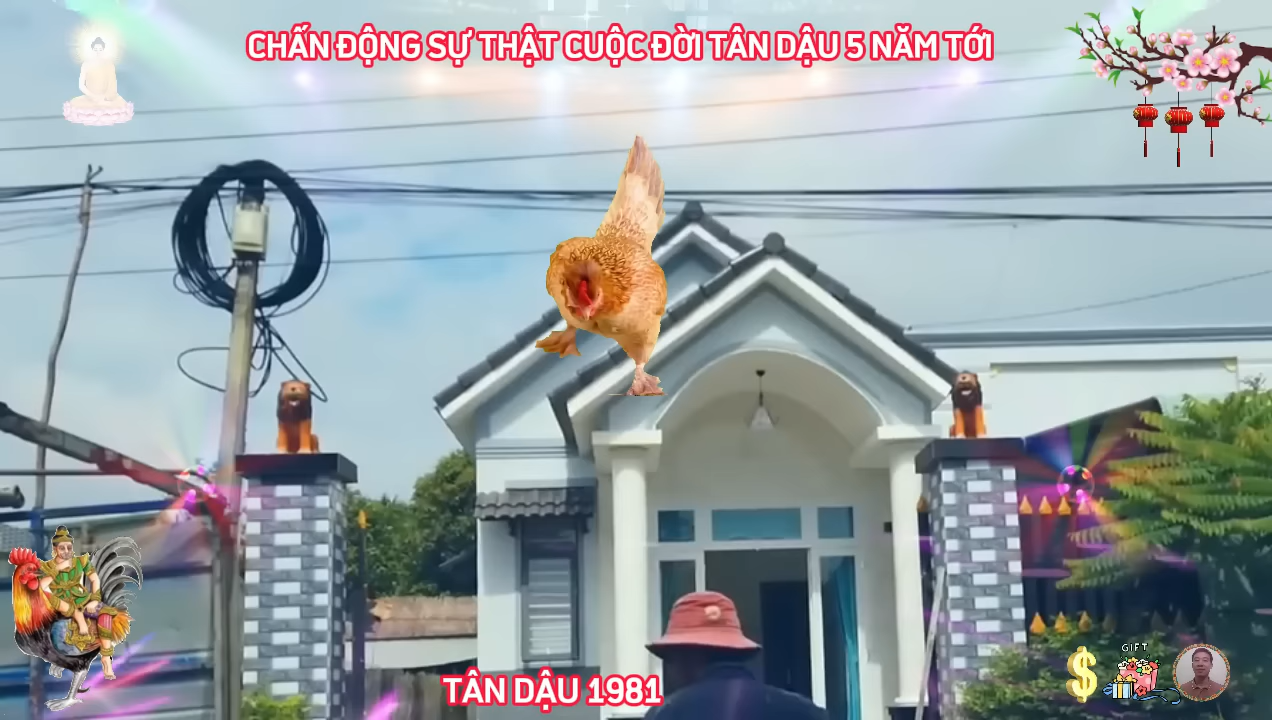 CHẤN ĐỘNG SỰ THẬT CUỘC ĐỜI TÂN DẬU 5 NĂM TỚI
GIFT
$
TÂN DẬU 1981